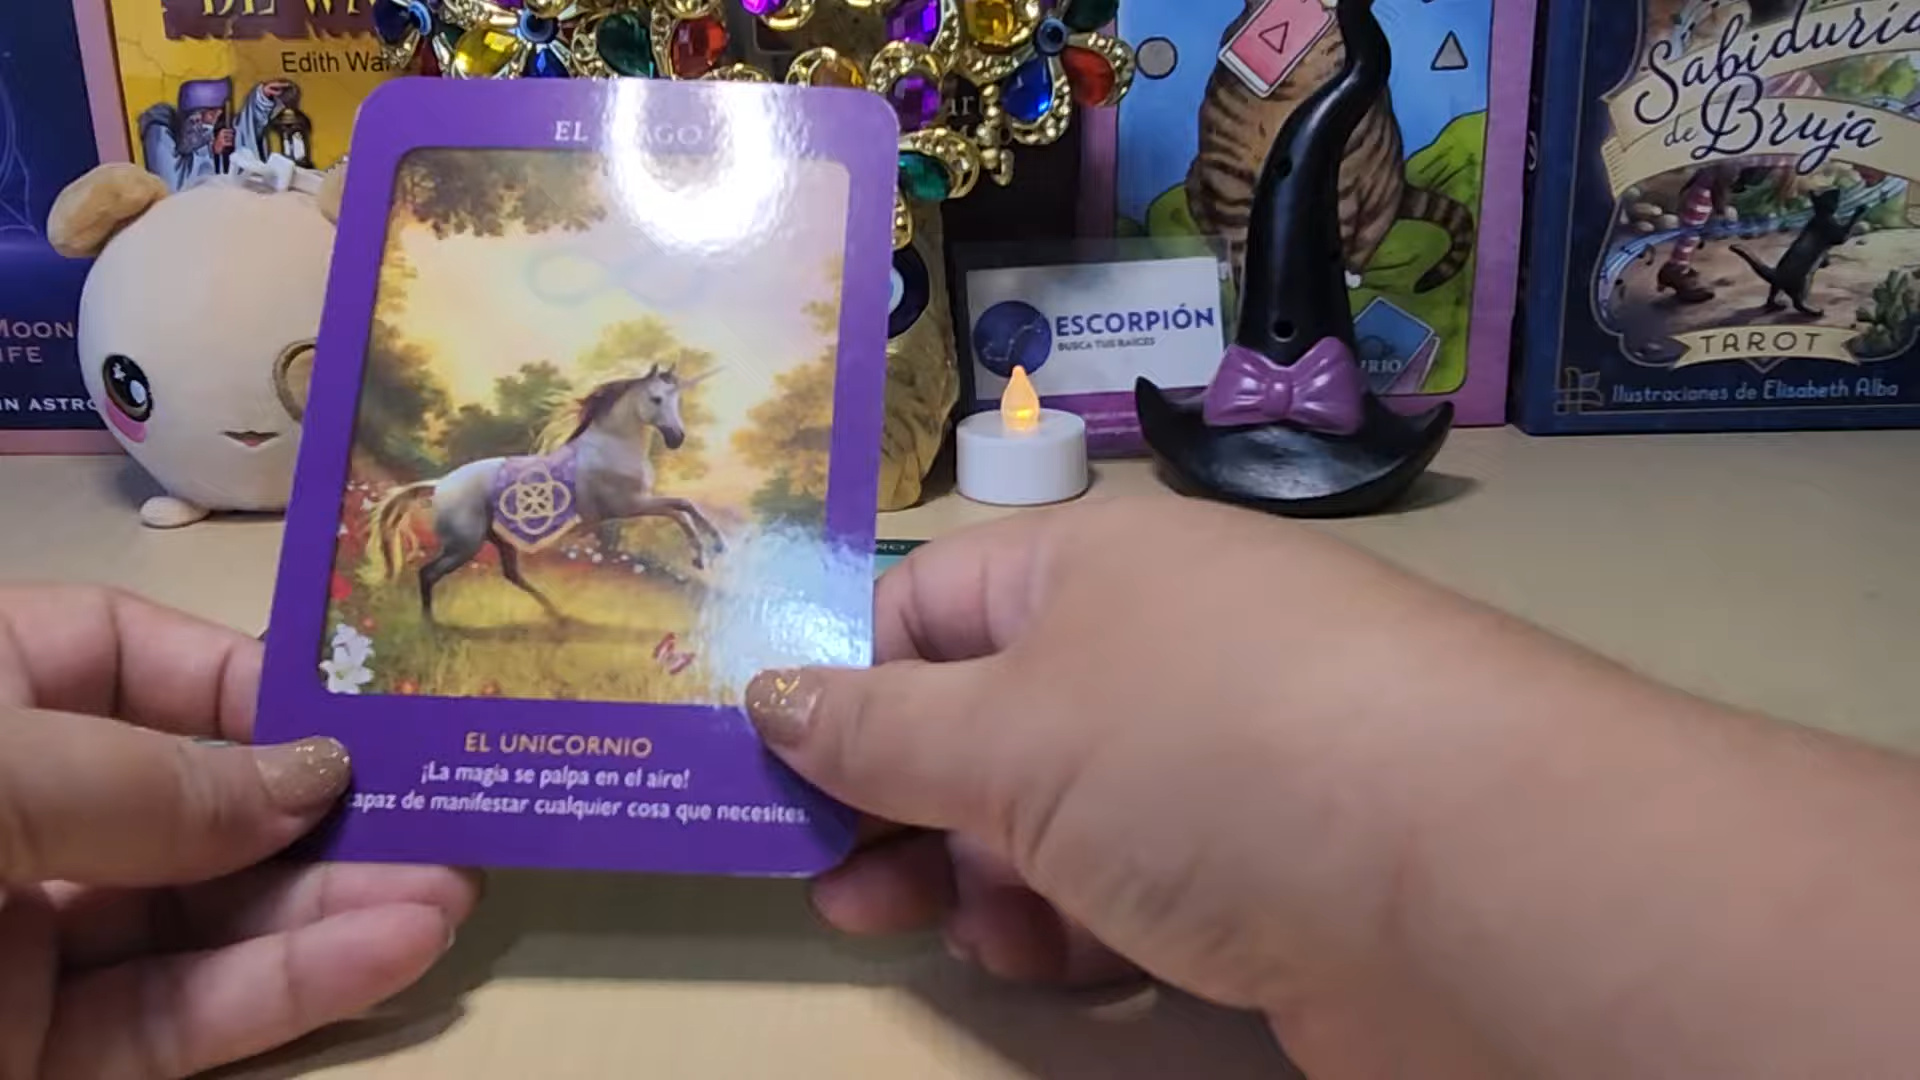 Edith
EL
EL UNICORNIO
¡La magia se palpa en el aire!
capaz de manifestar cualquier cosa que necesites.
ESCORPIÓN
BUSCA TUS RAÍCES
MOON
IFE
IN ASTRO
Sabiduría
de Bruja
TAROT
Ilustraciones de Elisabeth Alba